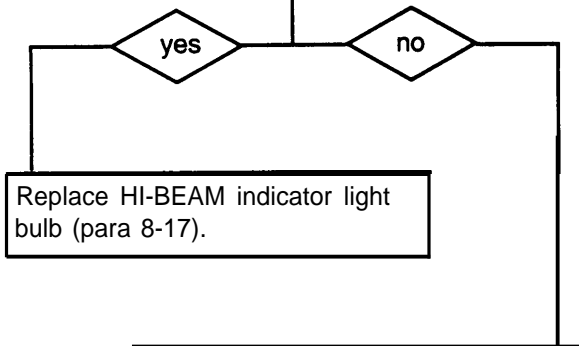 yes
no
Replace HI-BEAM indicator light
bulb (para 8-17).